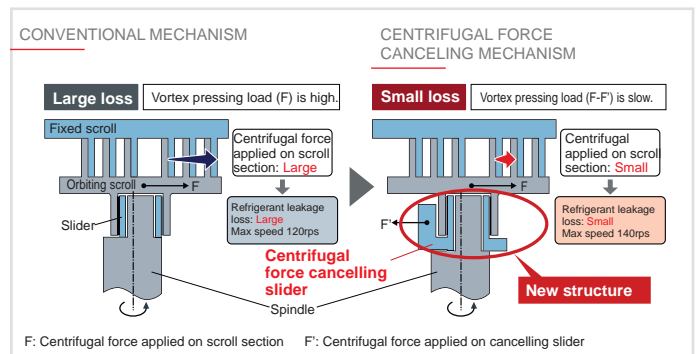 CONVENTIONAL MECHANISM
CENTRIFUGAL FORCE
CANCELING MECHANISM
Large loss
Vortex pressing load (F) is high.
Fixed scroll
Centrifugal force
applied on scroll
section: Large
Orbiting scroll
F
Slider
Refrigerant leakage
loss: Large
Max speed 120rps
Small loss
Vortex pressing load (F-F') is slow.
Centrifugal
applied on scroll
section: Small
F
F'
Refrigerant leakage
loss: Small
Max speed 140rps
Centrifugal
force cancelling
slider
Spindle
New structure
F: Centrifugal force applied on scroll section F': Centrifugal force applied on cancelling slider